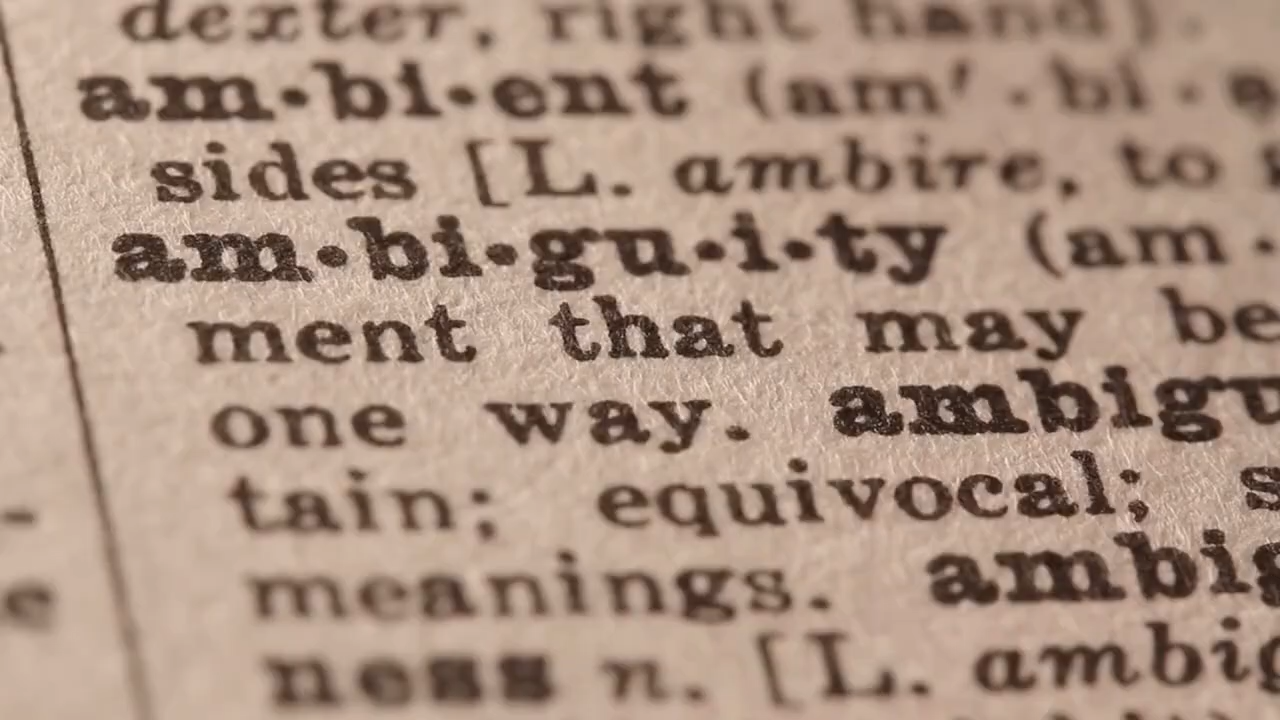 dexter, right hand].
am•bi•ent (am′·bi·e
sides [L. ambire, to
am•bi•gu•i•ty (am·
ment that may be
one way. ambigu
tain; equivocal; s
meanings. ambig
ness n. [L. ambig